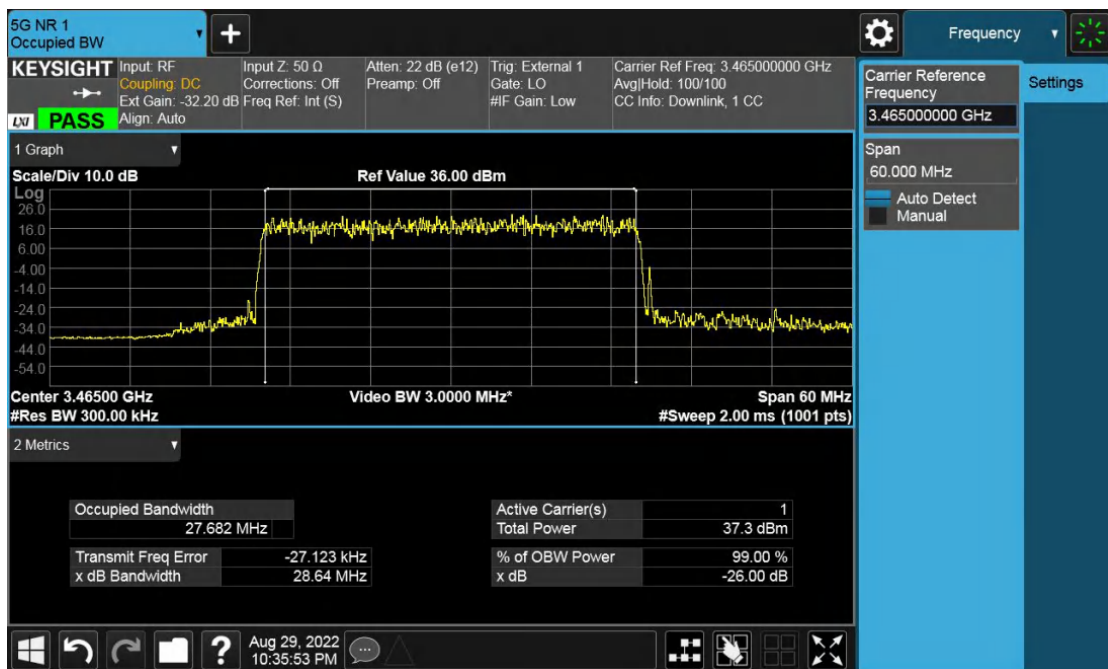 5G NR 1
Occupied BW
+
Frequency
KEYSIGHT
LXI
PASS
Input: RF
Coupling: DC
Ext Gain: -32.20 dB
Align: Auto
Input Z: 50 Ω
Corrections: Off
Freq Ref: Int (S)
Atten: 22 dB (e12)
Preamp: Off
Trig: External 1
Gate: LO
#IF Gain: Low
Carrier Ref Freq: 3.465000000 GHz
Avg|Hold: 100/100
CC Info: Downlink, 1 CC
Carrier Reference
Frequency
3.465000000 GHz
Settings
Span
60.000 MHz
Auto Detect
Manual
1 Graph
Scale/Div 10.0 dB
Ref Value 36.00 dBm
Log
26.0
16.0
6.00
-4.00
-14.0
-24.0
-34.0
-44.0
-54.0
Center 3.46500 GHz
Video BW 3.0000 MHz*
Span 60 MHz
#Res BW 300.00 kHz
#Sweep 2.00 ms (1001 pts)
2 Metrics
Occupied Bandwidth
27.682 MHz
Transmit Freq Error -27.123 kHz
x dB Bandwidth 28.64 MHz
Active Carrier(s) 1
Total Power 37.3 dBm
% of OBW Power 99.00 %
x dB -26.00 dB
?
Aug 29, 2022
10:35:53 PM